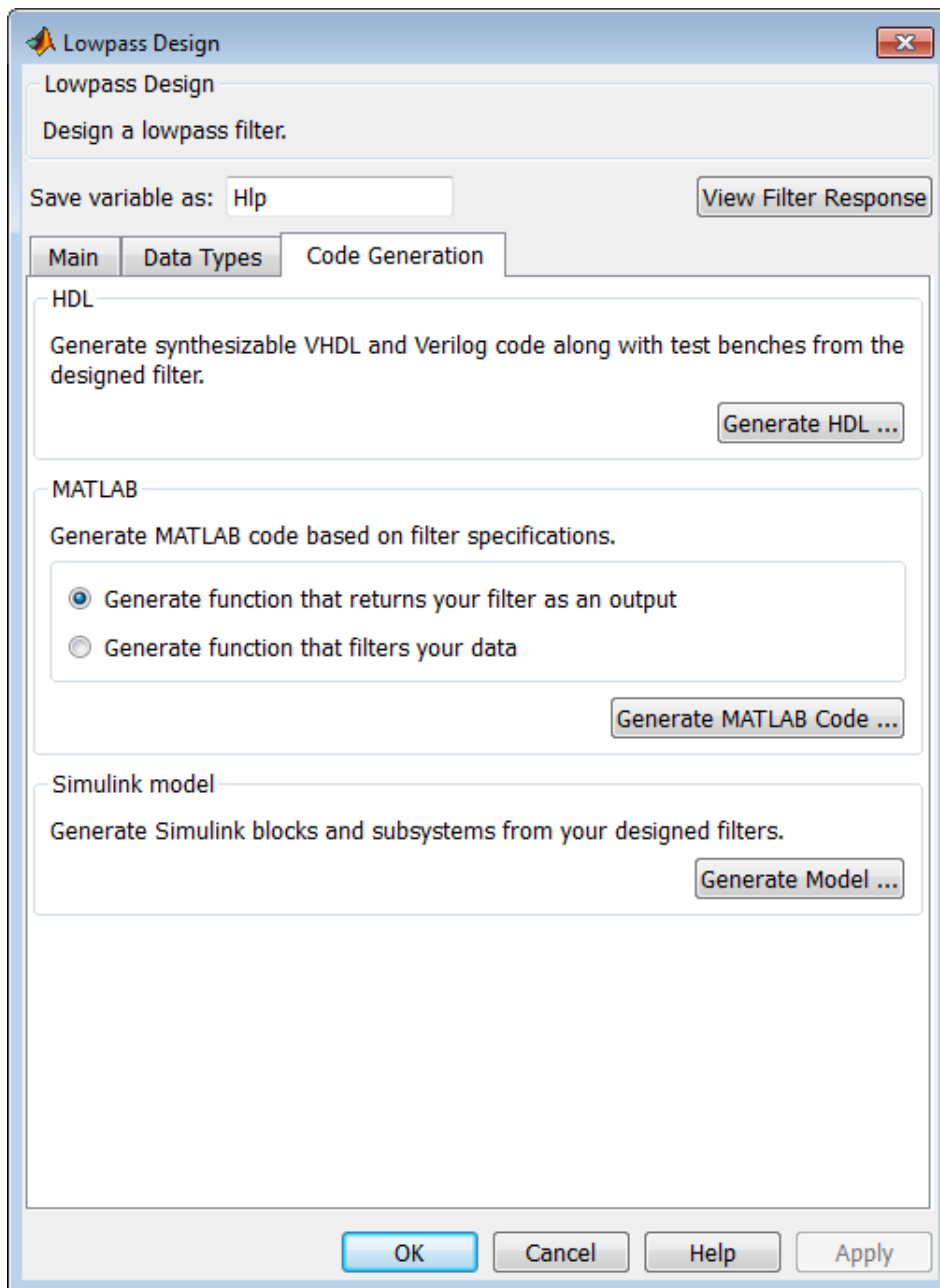 Lowpass Design
Lowpass Design
Design a lowpass filter.
Save variable as: Hlp View Filter Response
Main Data Types Code Generation
HDL
Generate synthesizable VHDL and Verilog code along with test benches from the
designed filter.
Generate HDL ...
MATLAB
Generate MATLAB code based on filter specifications.
Generate function that returns your filter as an output
Generate function that filters your data
Generate MATLAB Code ...
Simulink model
Generate Simulink blocks and subsystems from your designed filters.
Generate Model ...
OK Cancel Help Apply